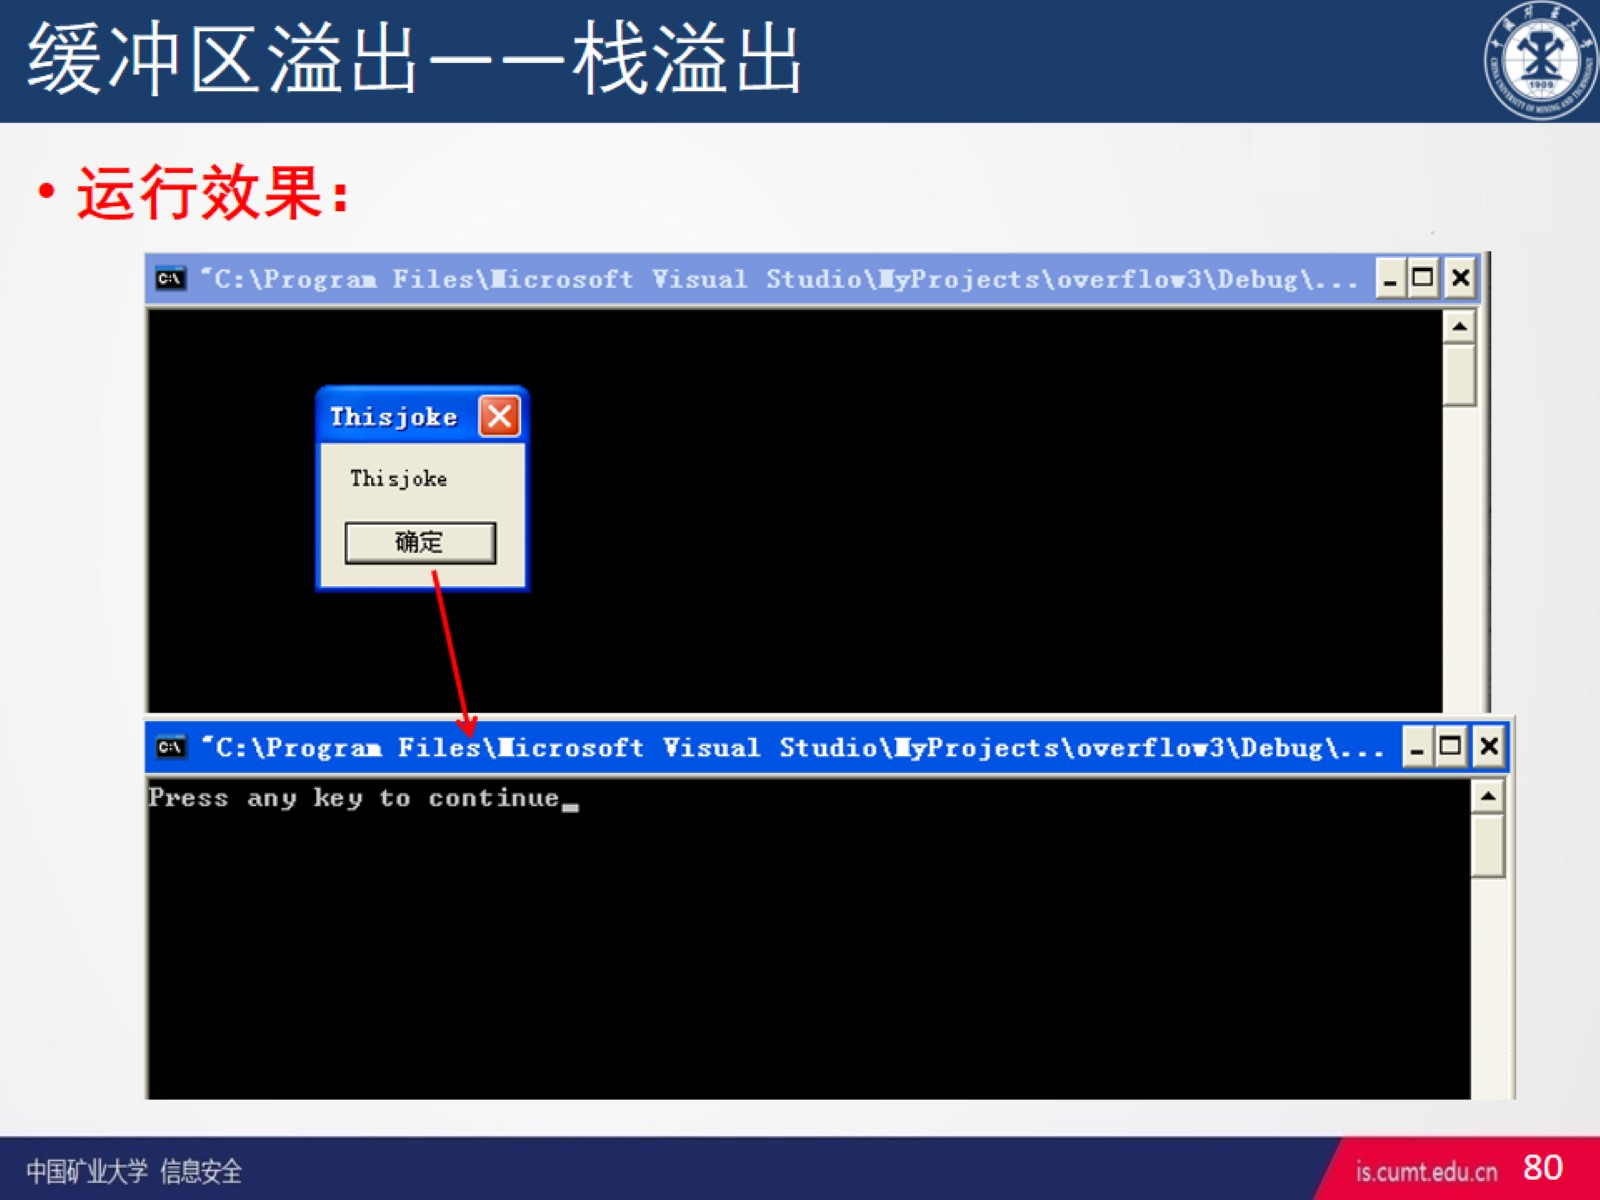 缓冲区溢出——栈溢出
1909
• 运行效果:
"C:\Program Files\Microsoft Visual Studio\MyProjects\overflow3\Debug\...
Thisjoke
Thisjoke
确定
"C:\Program Files\Microsoft Visual Studio\MyProjects\overflow3\Debug\...
Press any key to continue_
中国矿业大学 信息安全
is.cumt.edu.cn 80